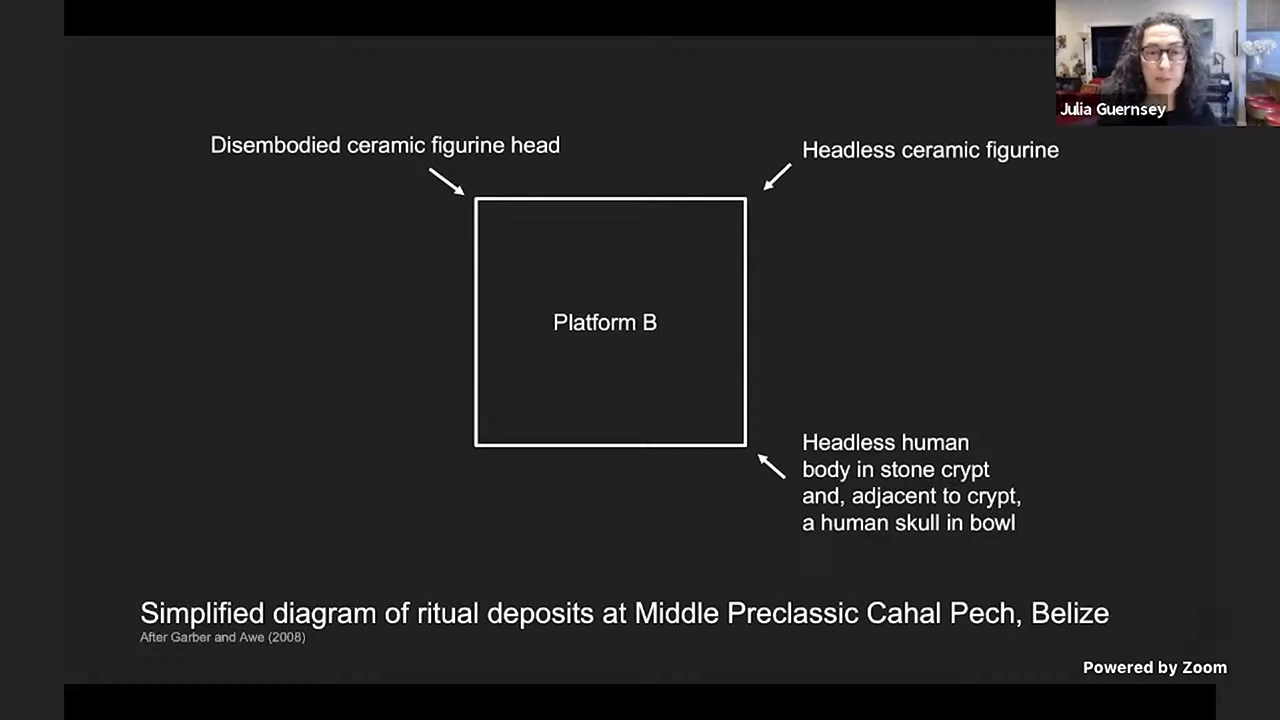 Julia Guernsey
Disembodied ceramic figurine head
Headless ceramic figurine
Platform B
Headless human
body in stone crypt
and, adjacent to crypt,
a human skull in bowl
Simplified diagram of ritual deposits at Middle Preclassic Cahal Pech, Belize
After Garber and Awe (2008)
Powered by Zoom